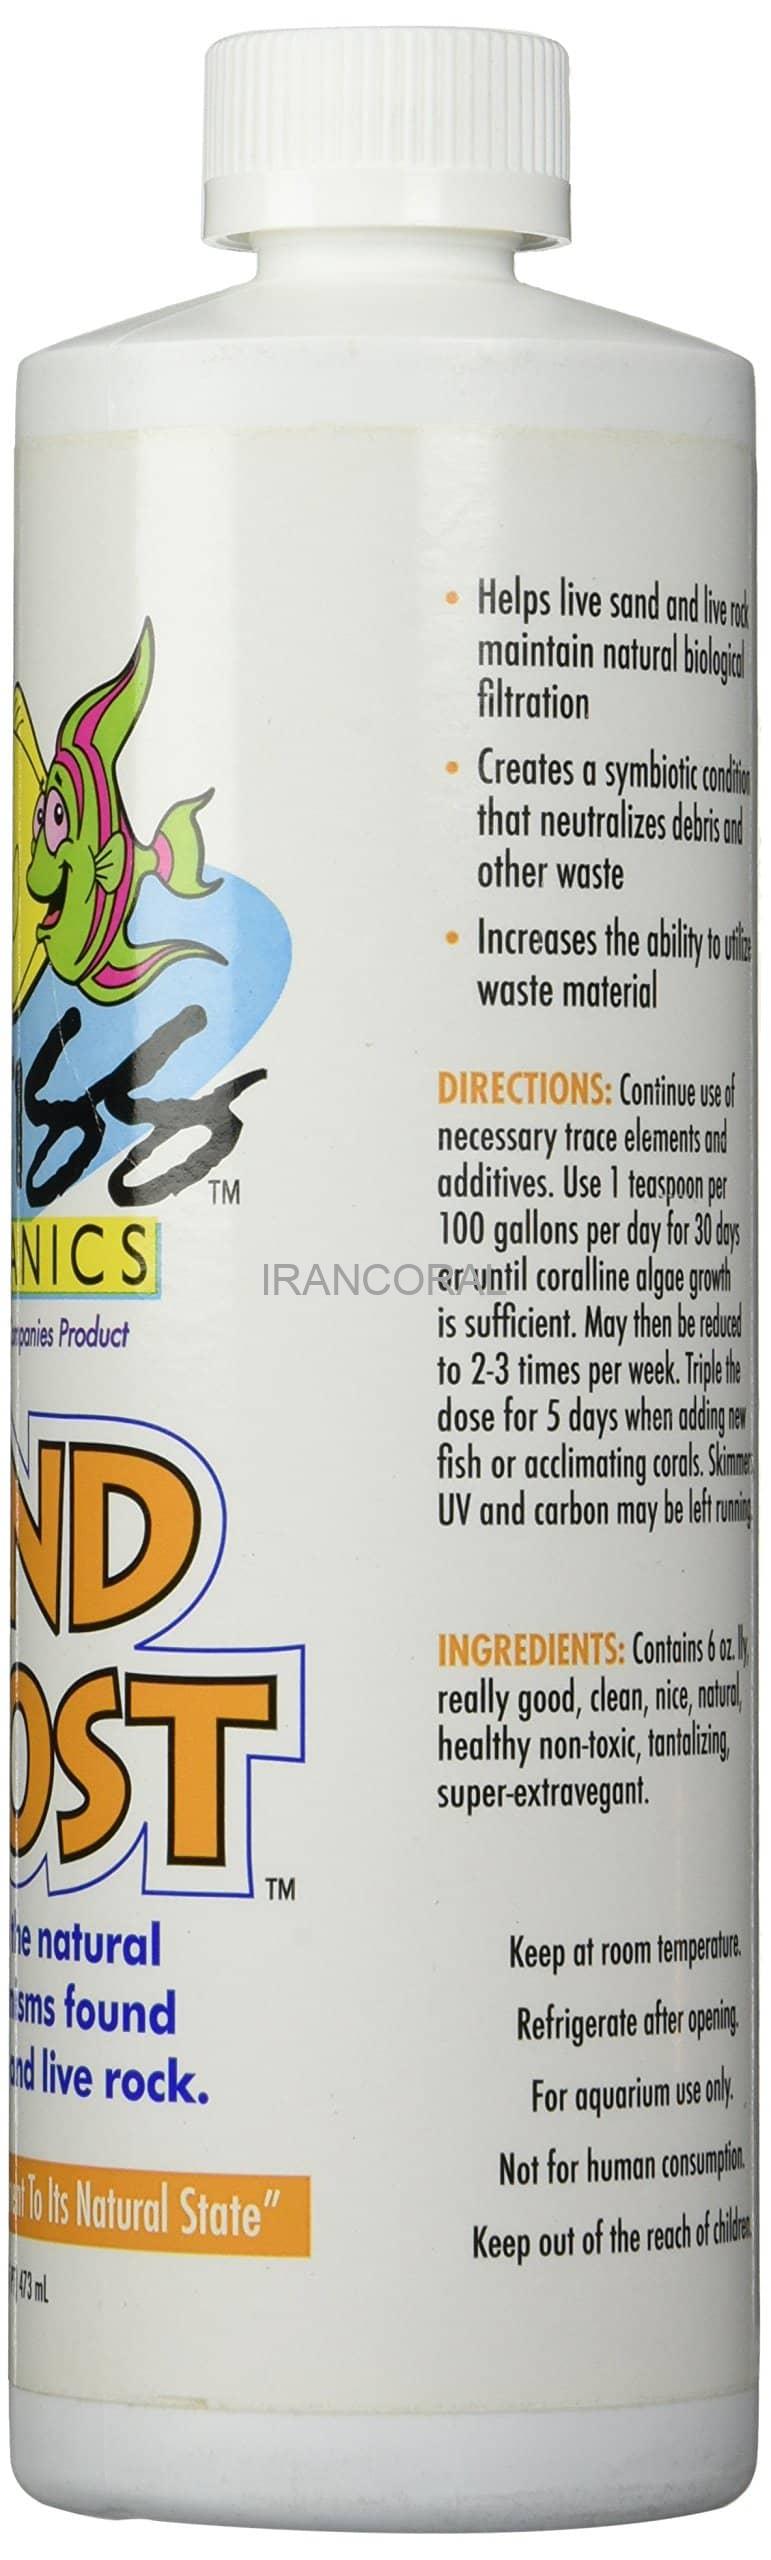 TM
ANICS
Companies Product
ND
OST
TM
the natural
isms found
and live rock.
ent To Its Natural State"
473 mL
• Helps live sand and live rock
maintain natural biological
filtration
• Creates a symbiotic condition
that neutralizes debris and
other waste
• Increases the ability to utilize
waste material
DIRECTIONS: Continue use of
necessary trace elements and
additives. Use 1 teaspoon per
100 gallons per day for 30 days
or until coralline algae growth
is sufficient. May then be reduced
to 2-3 times per week. Triple the
dose for 5 days when adding new
fish or acclimating corals. Skimmer,
UV and carbon may be left running.
INGREDIENTS: Contains 6 oz. lly,
really good, clean, nice, natural,
healthy non-toxic, tantalizing,
super-extravegant.
Keep at room temperature.
Refrigerate after opening.
For aquarium use only.
Not for human consumption.
Keep out of the reach of children.
IRANCORAL